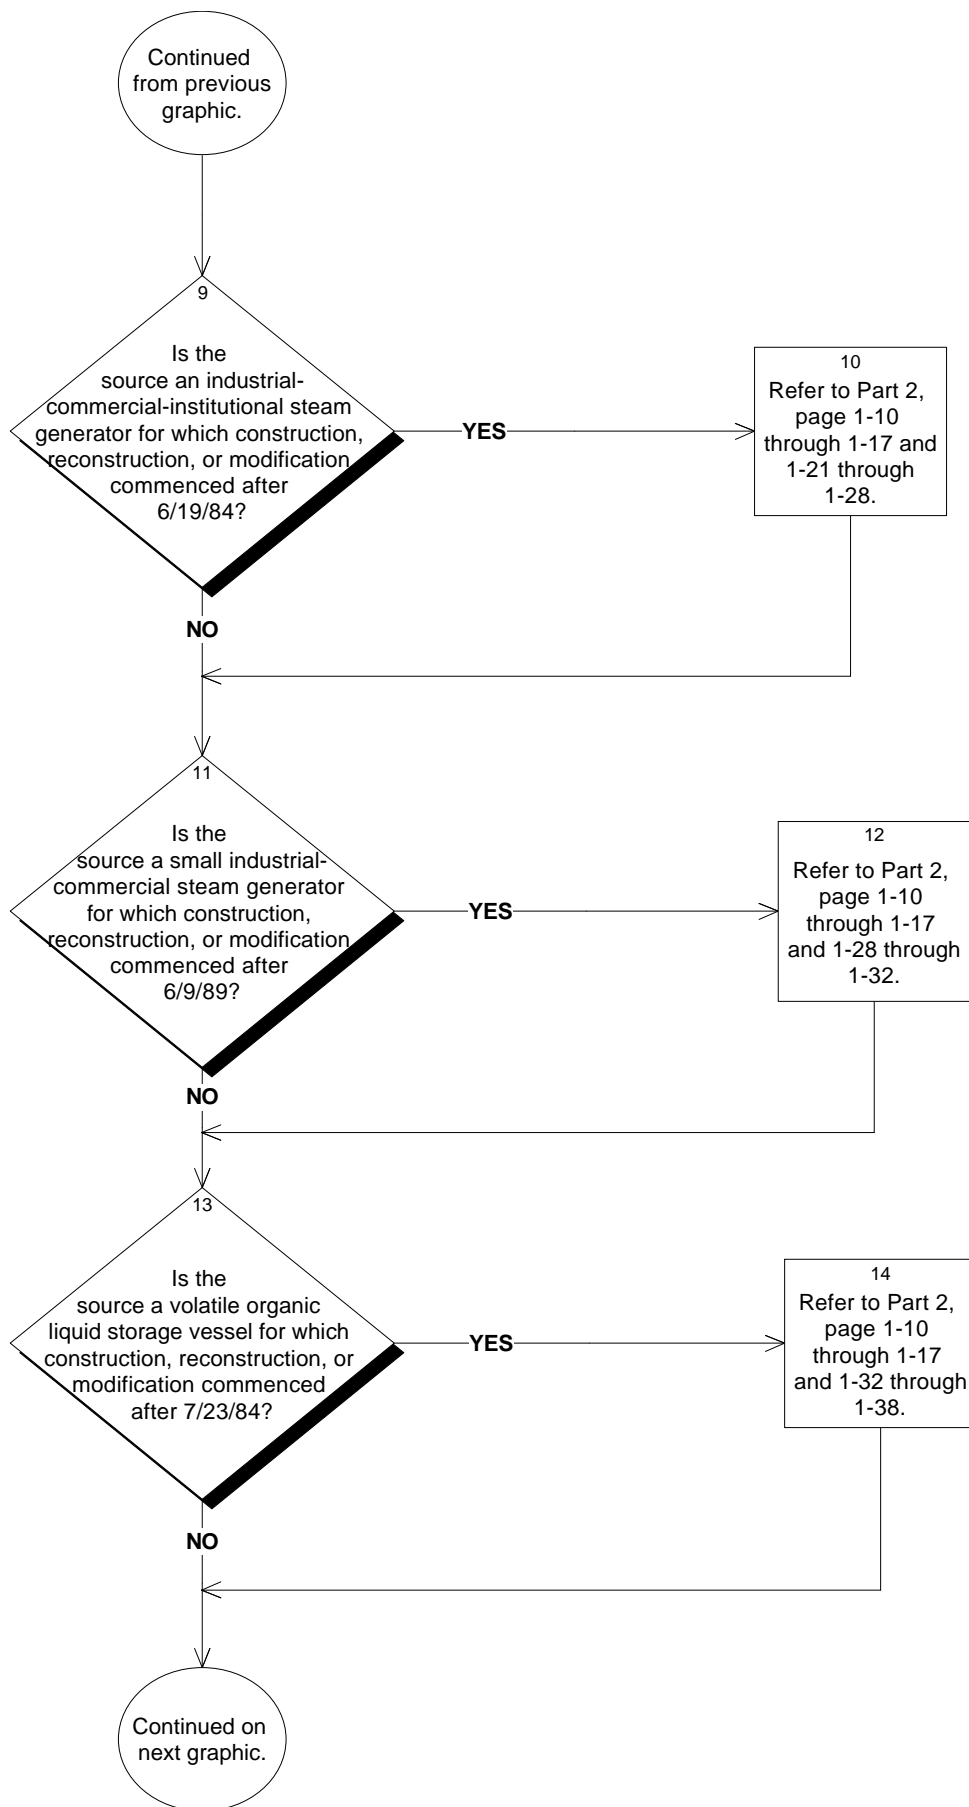 Continued
from previous
graphic.
9
Is the
source an industrial-
commercial-institutional steam
generator for which construction,
reconstruction, or modification
commenced after
6/19/84?
YES
10
Refer to Part 2,
page 1-10
through 1-17 and
1-21 through
1-28.
NO
11
Is the
source a small industrial-
commercial steam generator
for which construction,
reconstruction, or modification
commenced after
6/9/89?
YES
12
Refer to Part 2,
page 1-10
through 1-17
and 1-28 through
1-32.
NO
13
Is the
source a volatile organic
liquid storage vessel for which
construction, reconstruction, or
modification commenced
after 7/23/84?
YES
14
Refer to Part 2,
page 1-10
through 1-17
and 1-32 through
1-38.
NO
Continued on
next graphic.